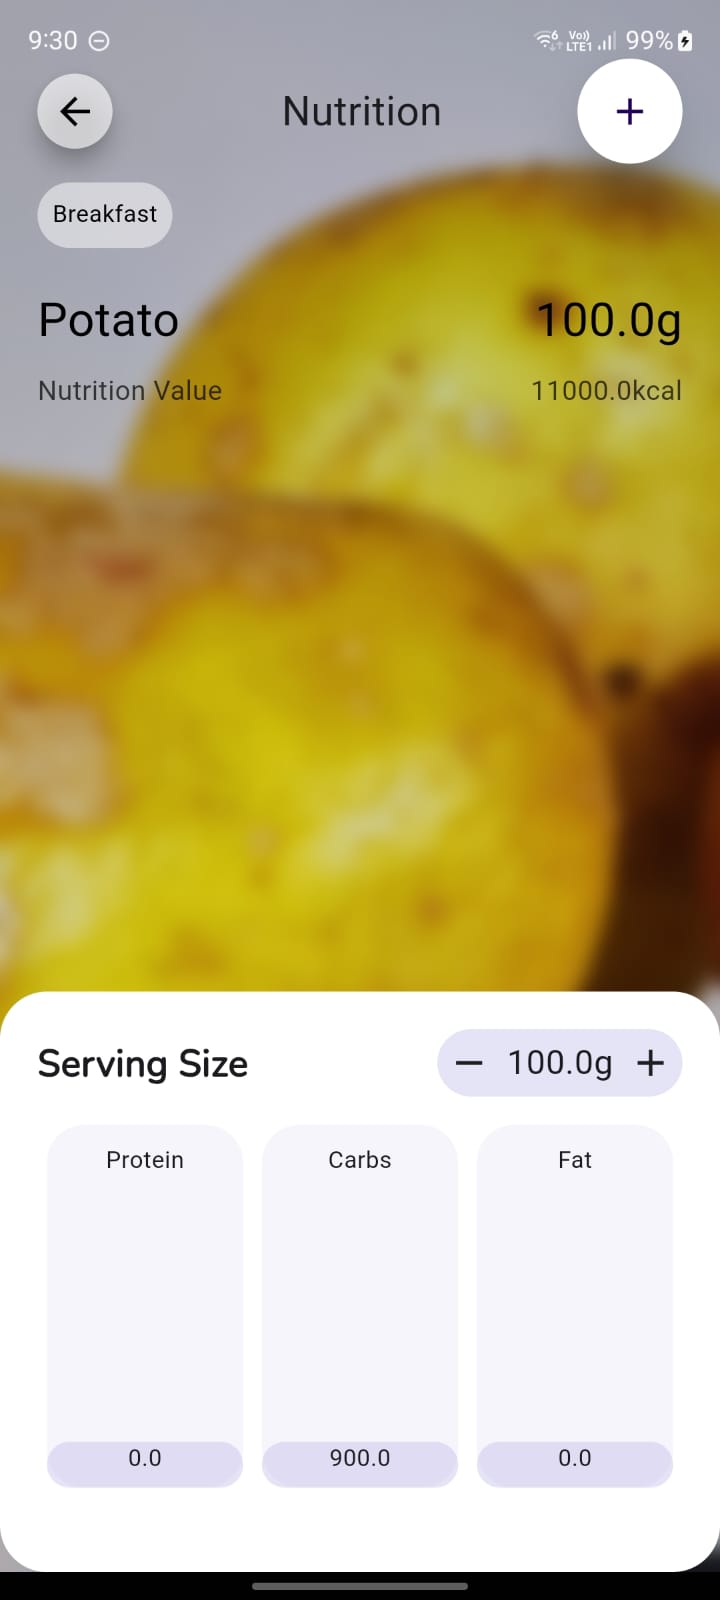 9:30 6 Vo)) LTE1 99%
Nutrition
Breakfast
Potato 100.0g
Nutrition Value 11000.0kcal
Serving Size 100.0g
Protein Carbs Fat
0.0 900.0 0.0